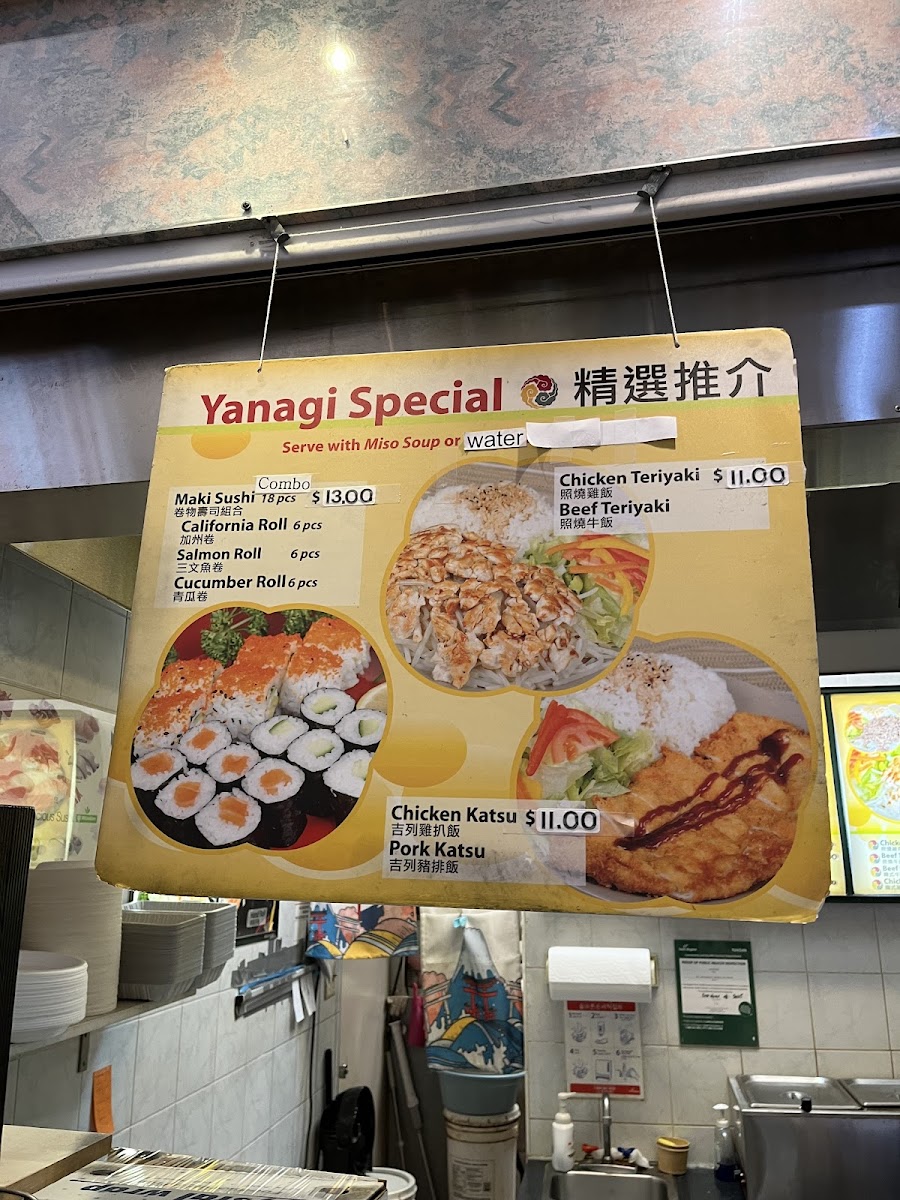 Yanagi Special 精選推介
Serve with Miso Soup or water
Combo
Maki Sushi 18 pcs $13.00
卷物壽司組合
California Roll 6 pcs
加州卷
Salmon Roll 6 pcs
三文魚卷
Cucumber Roll 6 pcs
青瓜卷
Chicken Teriyaki $11.00
照燒雞飯
Beef Teriyaki
照燒牛飯
Chicken Katsu $11.00
吉列雞扒飯
Pork Katsu
吉列豬排飯